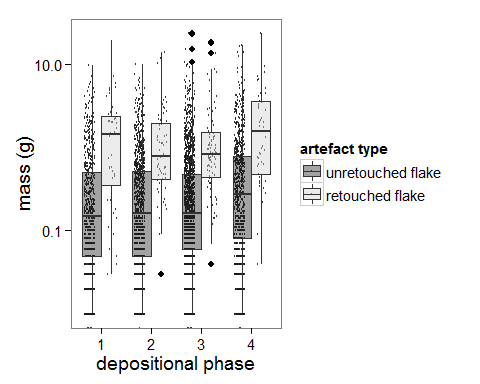 10.0
0.1
mass (g)
1 2 3 4
depositional phase
artefact type
unretouched flake
retouched flake